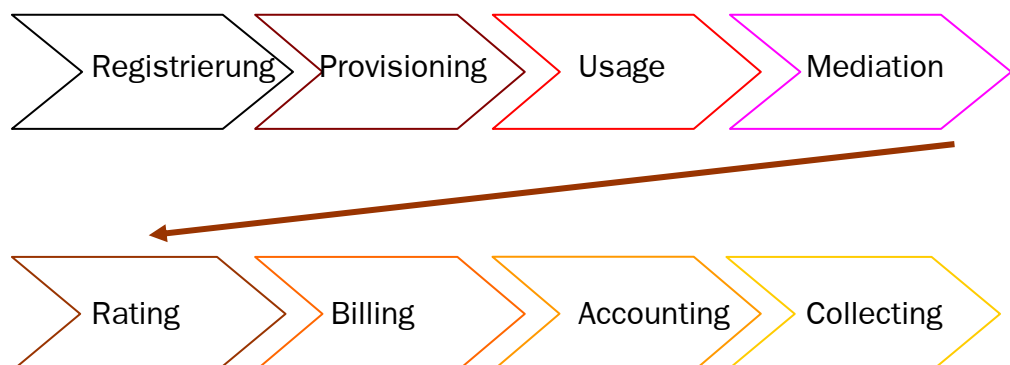 Registrierung
Provisioning
Usage
Mediation
Rating
Billing
Accounting
Collecting